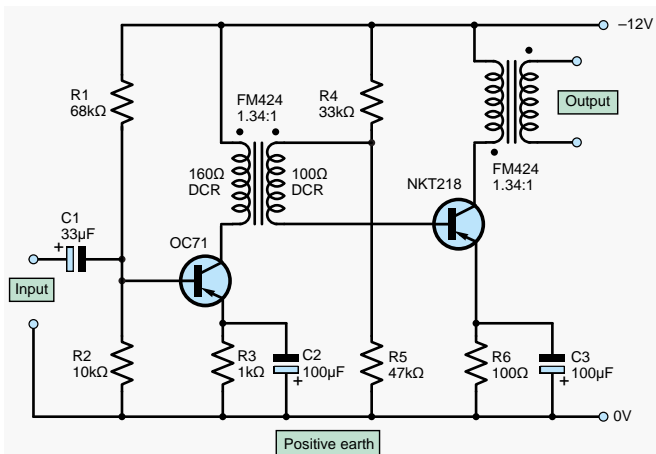 –12V
R1
68kΩ
FM424
1.34:1
R4
33kΩ
Output
160Ω
DCR
100Ω
DCR
FM424
1.34:1
NKT218
C1
33µF
+
OC71
Input
R2
10kΩ
R3
1kΩ
C2
100µF
+
R5
47kΩ
R6
100Ω
C3
100µF
+
0V
Positive earth